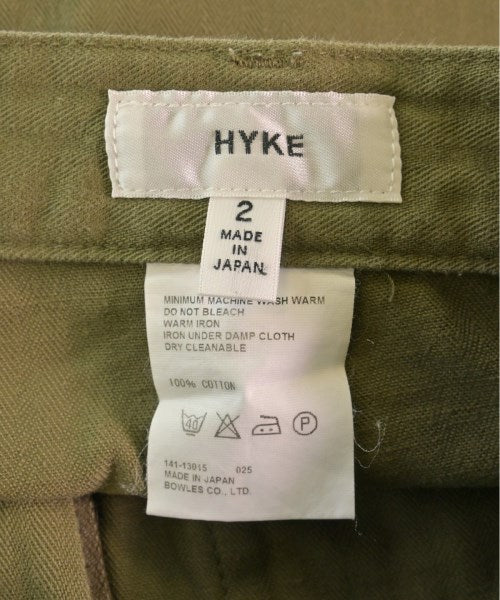 HYKE
2
MADE
IN
JAPAN
MINIMUM MACHINE WASH WARM
DO NOT BLEACH
WARM IRON
IRON UNDER DAMP CLOTH
DRY CLEANABLE
100% COTTON
40 P
141-13015 025
MADE IN JAPAN
BOWLES CO., LTD.